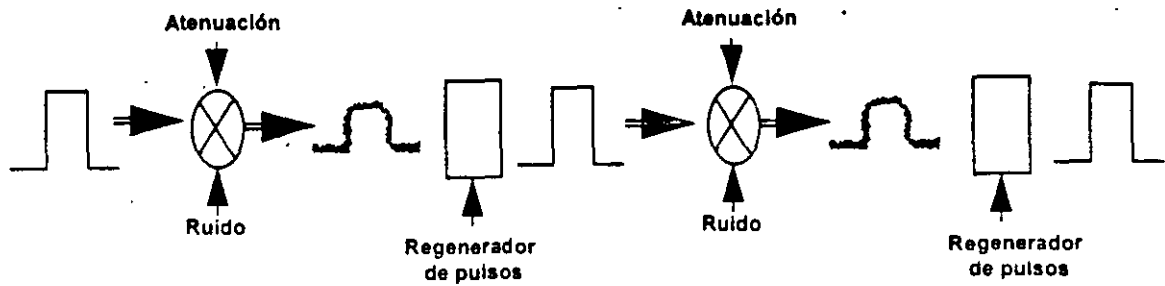 Atenuación
Atenuación
Ruido
Ruido
Regenerador
de pulsos
Regenerador
de pulsos